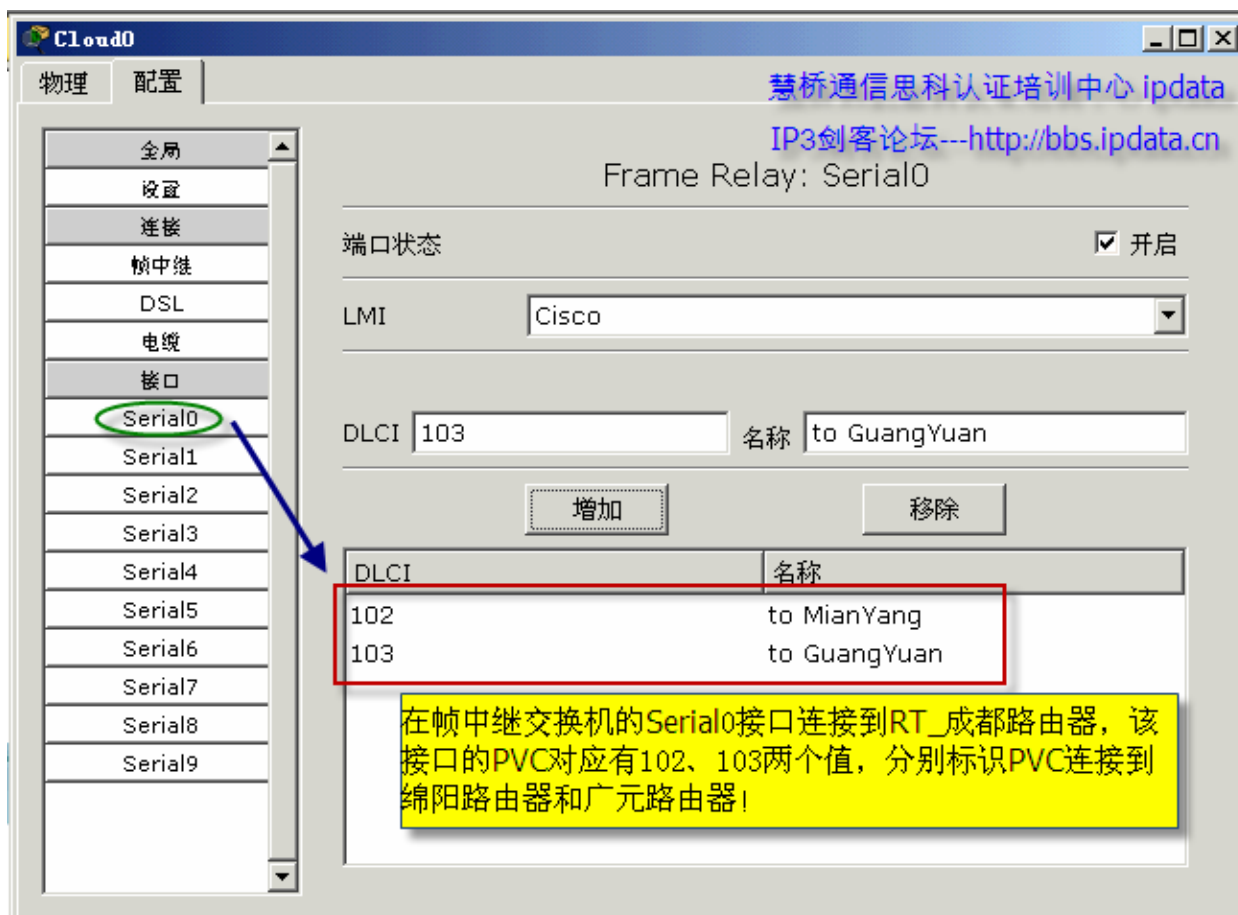 Cloud0
物理 配置
慧桥通信思科认证培训中心 ipdata
IP3剑客论坛---http://bbs.ipdata.cn
全局
设置
连接
帧中继
DSL
电缆
接口
Serial0
Serial1
Serial2
Serial3
Serial4
Serial5
Serial6
Serial7
Serial8
Serial9
Frame Relay: Serial0
端口状态 开启
LMI Cisco
DLCI 103 名称 to GuangYuan
增加 移除
DLCI 名称
102 to MianYang
103 to GuangYuan
在帧中继交换机的Serial0接口连接到RT_成都路由器，该
接口的PVC对应有102、103两个值，分别标识PVC连接到
绵阳路由器和广元路由器！